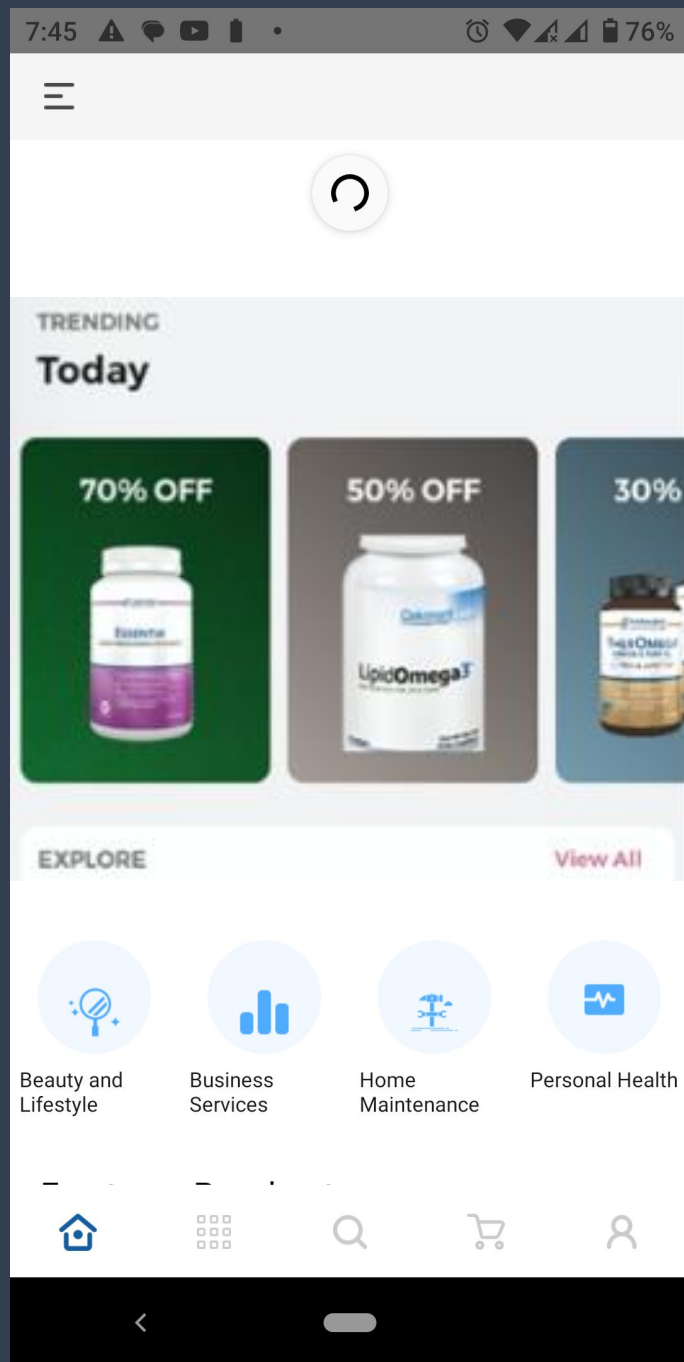 7:45
76%
TRENDING
Today
70% OFF
50% OFF
30%
Essentia
LipidOmega3
EXPLORE
View All
Beauty and
Lifestyle
Business
Services
Home
Maintenance
Personal Health